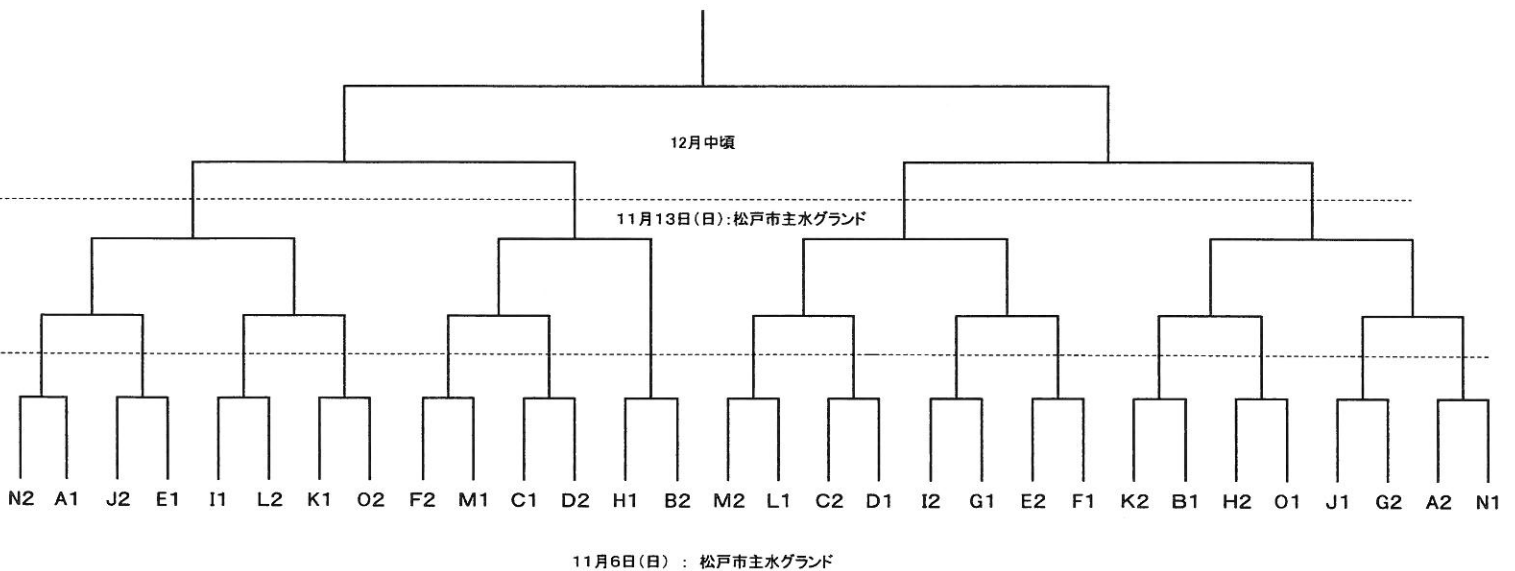 12月中頃
11月13日(日):松戸市主水グランド
N2 A1 J2 E1 I1 L2 K1 O2 F2 M1 C1 D2 H1 B2 M2 L1 C2 D1 I2 G1 E2 F1 K2 B1 H2 O1 J1 G2 A2 N1
11月6日(日) : 松戸市主水グランド